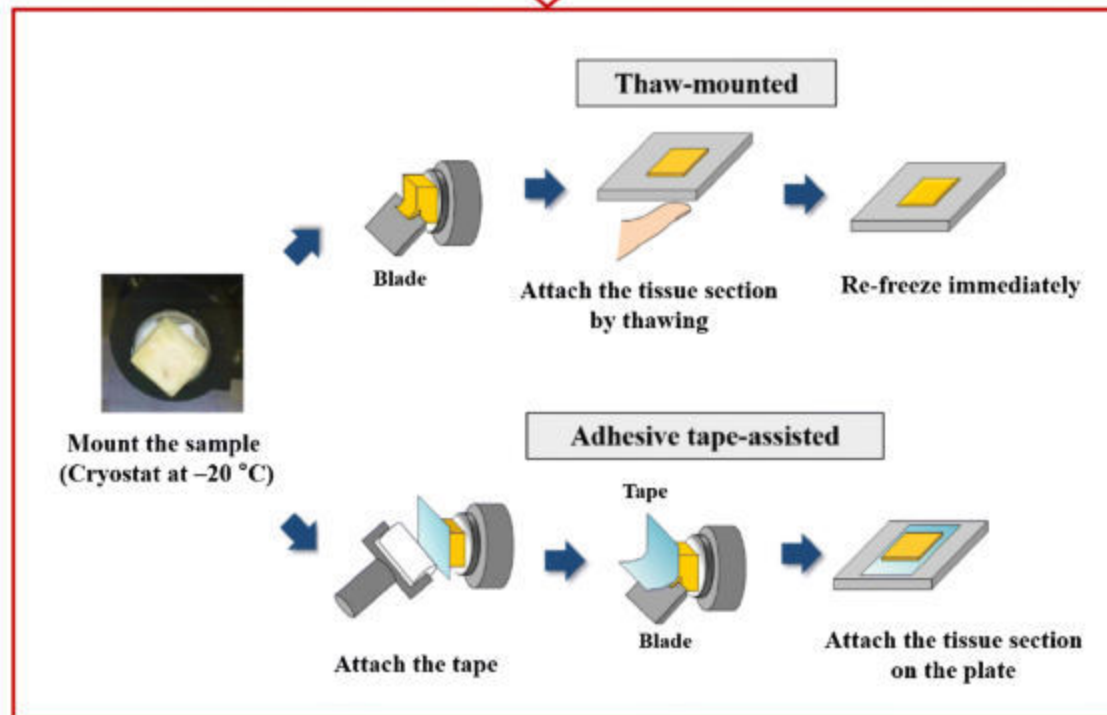 Thaw-mounted
Blade
Attach the tissue section
by thawing
Re-freeze immediately
Mount the sample
(Cryostat at –20 °C)
Adhesive tape-assisted
Tape
Blade
Attach the tape
Attach the tissue section
on the plate